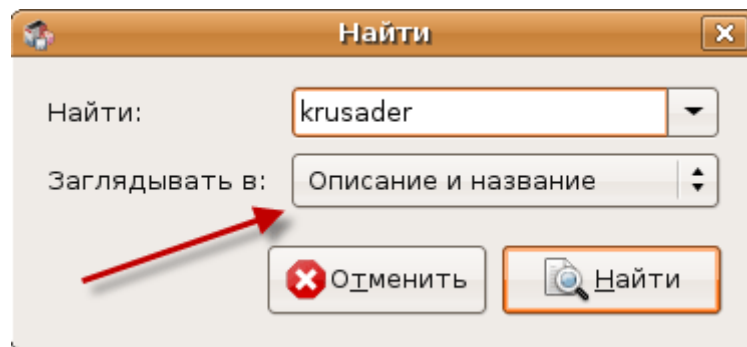 Найти
Найти: krusader
Заглядывать в: Описание и название
Отменить Найти